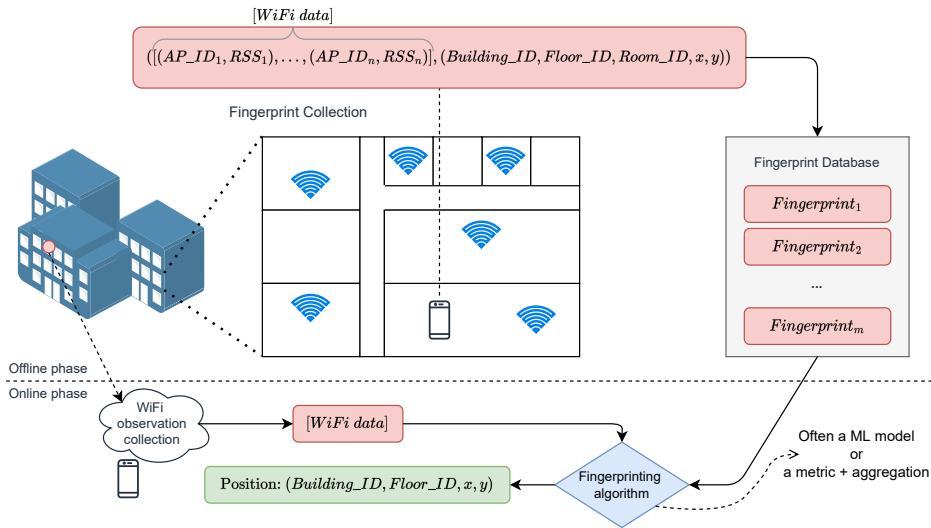 [WiFi data]
([(AP_ID₁, RSS₁), ..., (AP_IDₙ, RSSₙ)], (Building_ID, Floor_ID, Room_ID, x, y))
Fingerprint Collection
Fingerprint Database
Fingerprint₁
Fingerprint₂
...
Fingerprintₘ
Offline phase
Online phase
WiFi
observation
collection
[WiFi data]
Often a ML model
or
a metric + aggregation
Fingerprinting
algorithm
Position: (Building_ID, Floor_ID, x, y)